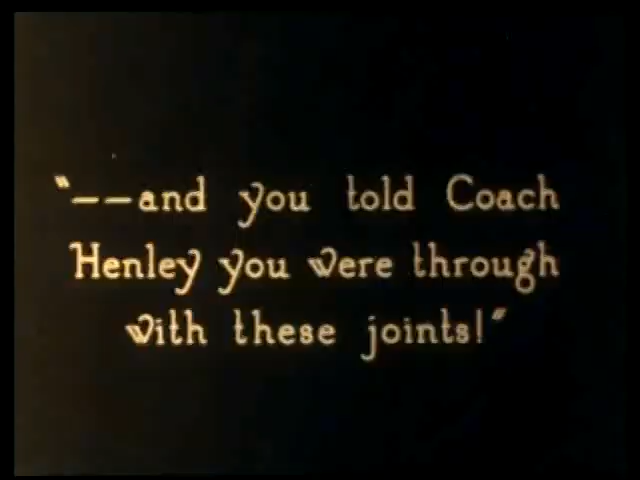 "--and you told Coach
Henley you were through
with these joints!"